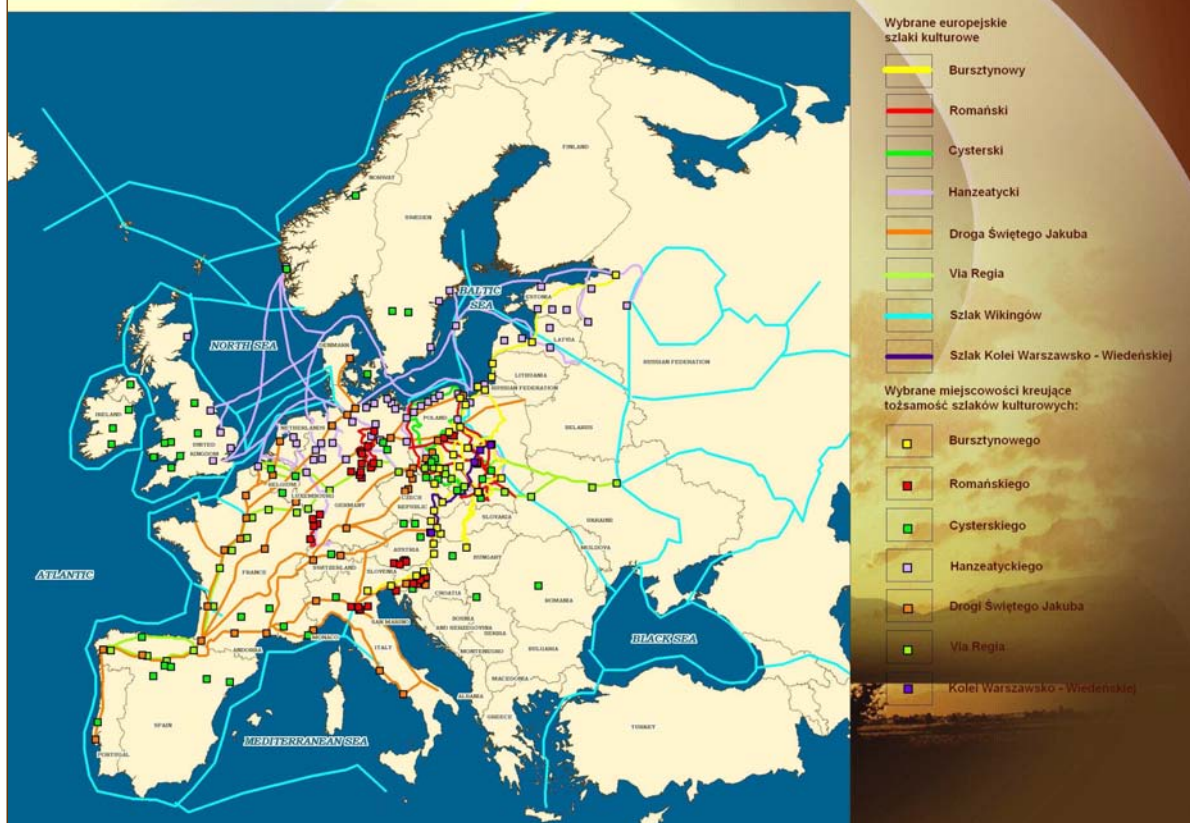 Wybrane europejskie
szlaki kulturowe
Bursztynowy
Romański
Cysterski
Hanzeatycki
Droga Świętego Jakuba
Via Regia
Szlak Wikingów
Szlak Kolei Warszawsko - Wiedeńskiej
Wybrane miejscowości kreujące
tożsamość szlaków kulturowych:
Bursztynowego
Romańskiego
Cysterskiego
Hanzeatyckiego
Drogi Świętego Jakuba
Via Regia
Kolei Warszawsko - Wiedeńskiej
FINLAND
NORWAY
SWEDEN
BALTIC
SEA
ESTONIA
NORTH SEA
DENMARK
LATVIA
RUSSIAN FEDERATION
LITHUANIA
RUSSIAN FEDERATION
IRELAND
UNITED
KINGDOM
NETHERLANDS
POLAND
BELARUS
BELGIUM
LUXEMBOURG
GERMANY
CZECH
REPUBLIC
SLOVAKIA
UKRAINE
MOLDOVA
AUSTRIA
HUNGARY
ATLANTIC
FRANCE
SWITZERLAND
SLOVENIA
CROATIA
ROMANIA
BOSNIA
AND HERZEGOVINA
SERBIA
SAN MARINO
MONACO
ITALY
ANDORRA
MONTENEGRO
BULGARIA
BLACK SEA
MACEDONIA
ALBANIA
GREECE
TURKEY
SPAIN
PORTUGAL
MEDITERRANEAN SEA